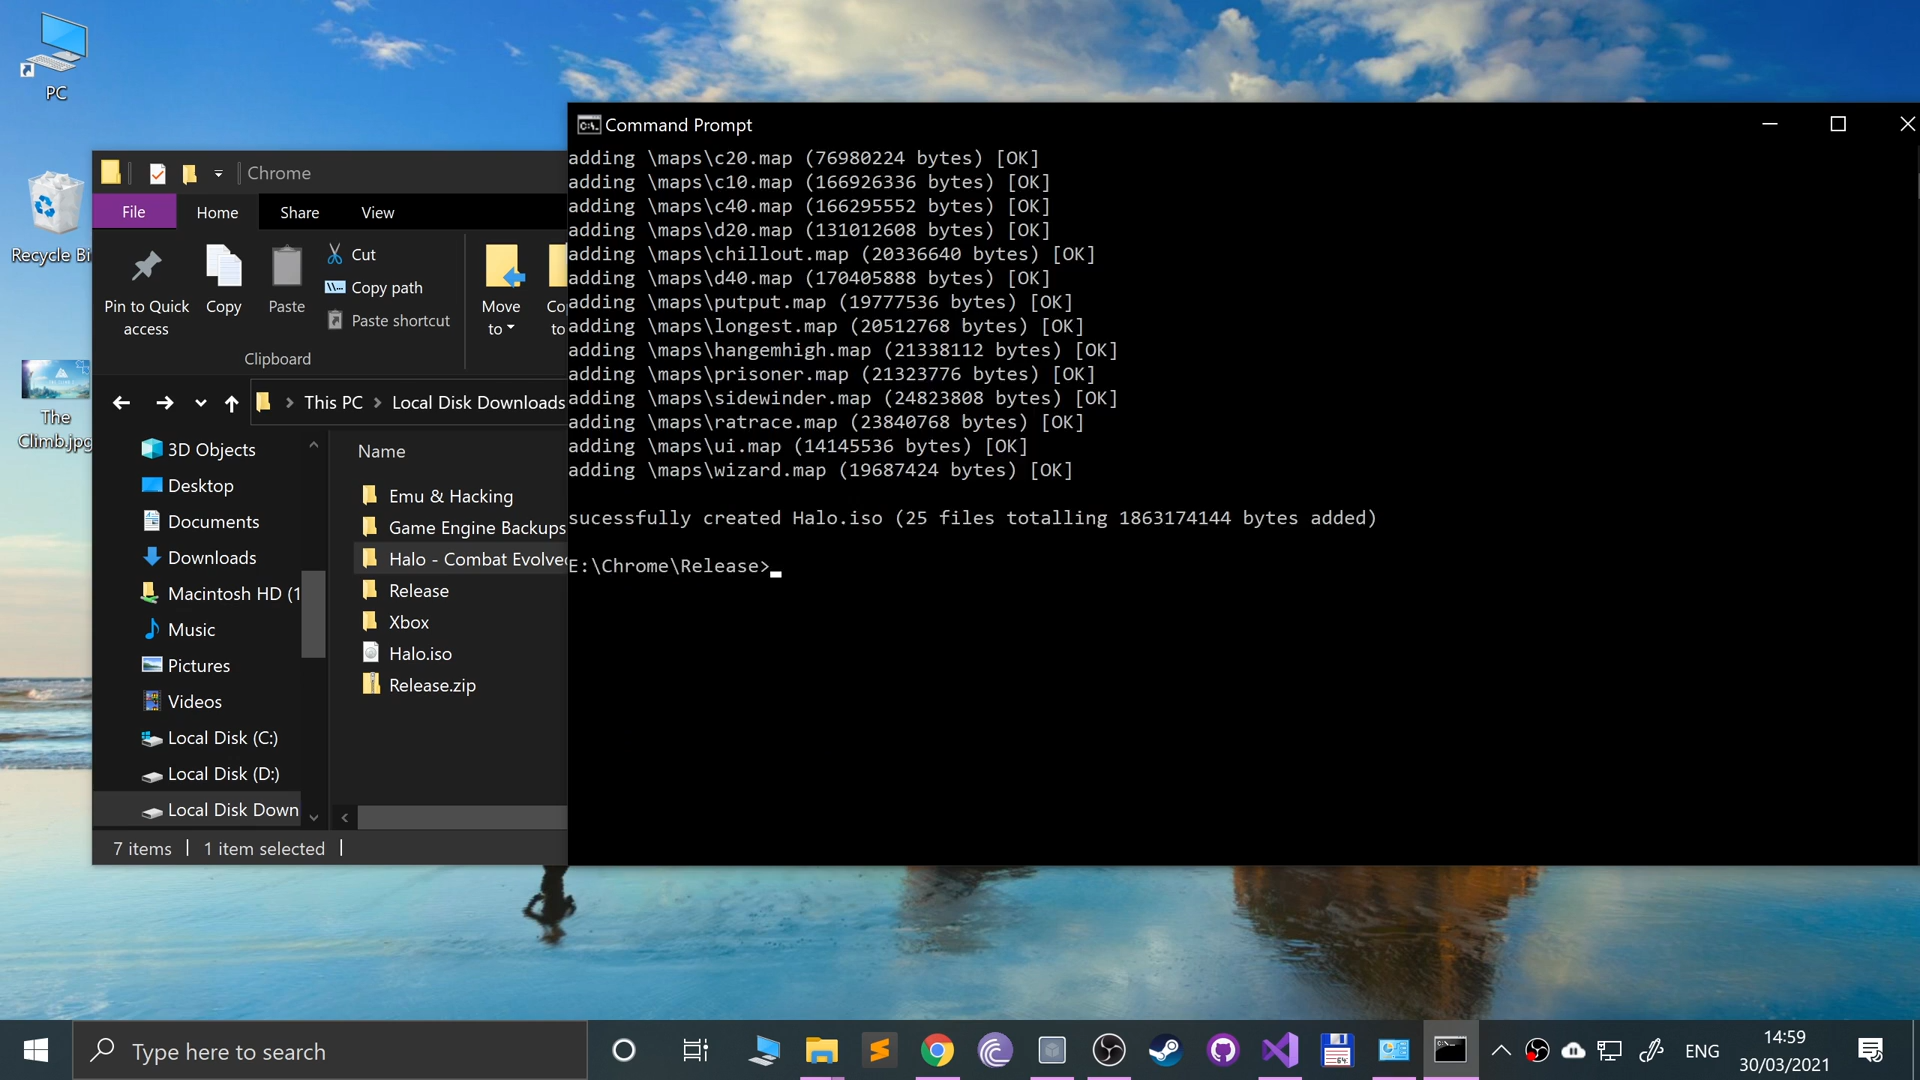 PC
Recycle Bi
The
Climb.jpg
Chrome
File
Home
Share
View
Pin to Quick
access
Copy
Paste
Cut
Copy path
Paste shortcut
Move
to
Co
to
Clipboard
This PC
Local Disk Downloads
3D Objects
Desktop
Documents
Downloads
Macintosh HD (1
Music
Pictures
Videos
Local Disk (C:)
Local Disk (D:)
Local Disk Down
Name
Emu & Hacking
Game Engine Backups
Halo - Combat Evolved
Release
Xbox
Halo.iso
Release.zip
7 items
1 item selected
Command Prompt
adding \maps\c20.map (76980224 bytes) [OK]
adding \maps\c10.map (166926336 bytes) [OK]
adding \maps\c40.map (166295552 bytes) [OK]
adding \maps\d20.map (131012608 bytes) [OK]
adding \maps\chillout.map (20336640 bytes) [OK]
adding \maps\d40.map (170405888 bytes) [OK]
adding \maps\putput.map (19777536 bytes) [OK]
adding \maps\longest.map (20512768 bytes) [OK]
adding \maps\hangemhigh.map (21338112 bytes) [OK]
adding \maps\prisoner.map (21323776 bytes) [OK]
adding \maps\sidewinder.map (24823808 bytes) [OK]
adding \maps\ratrace.map (23840768 bytes) [OK]
adding \maps\ui.map (14145536 bytes) [OK]
adding \maps\wizard.map (19687424 bytes) [OK]
sucessfully created Halo.iso (25 files totalling 1863174144 bytes added)
E:\Chrome\Release>
Type here to search
64
ENG
14:59
30/03/2021